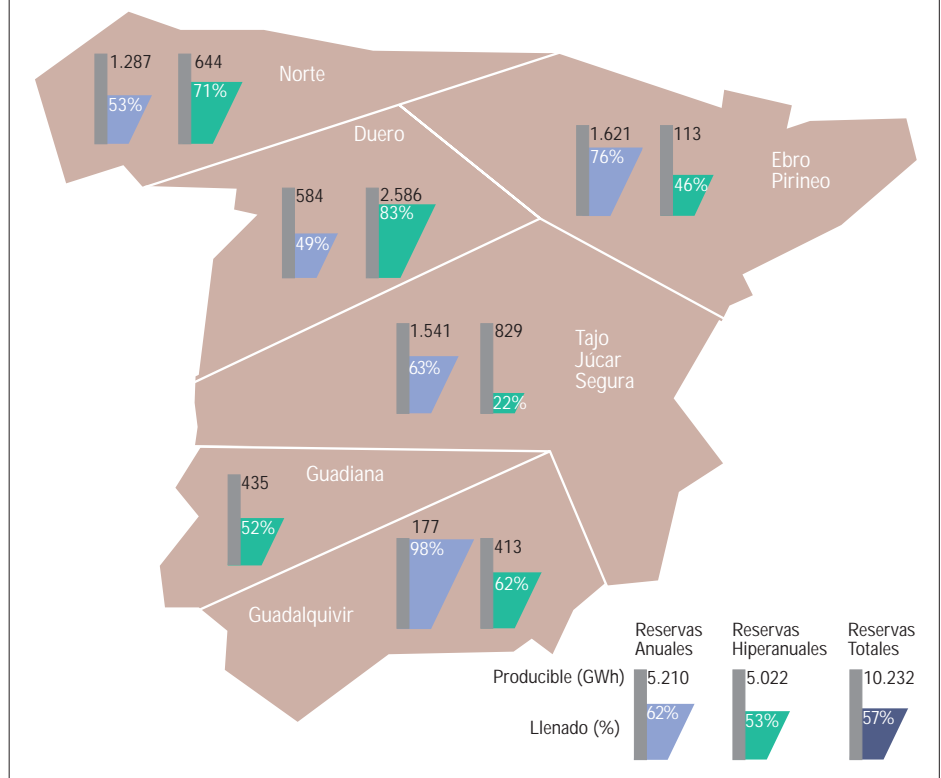 1.287
53%
644
71%
Norte
Duero
584
49%
2.586
83%
1.621
76%
113
46%
Ebro
Pirineo
1.541
63%
829
22%
Tajo
Júcar
Segura
Guadiana
435
52%
177
98%
413
62%
Guadalquivir
Reservas
Anuales
Reservas
Hiperanuales
Reservas
Totales
Producible (GWh)
5.210
5.022
10.232
Llenado (%)
62%
53%
57%